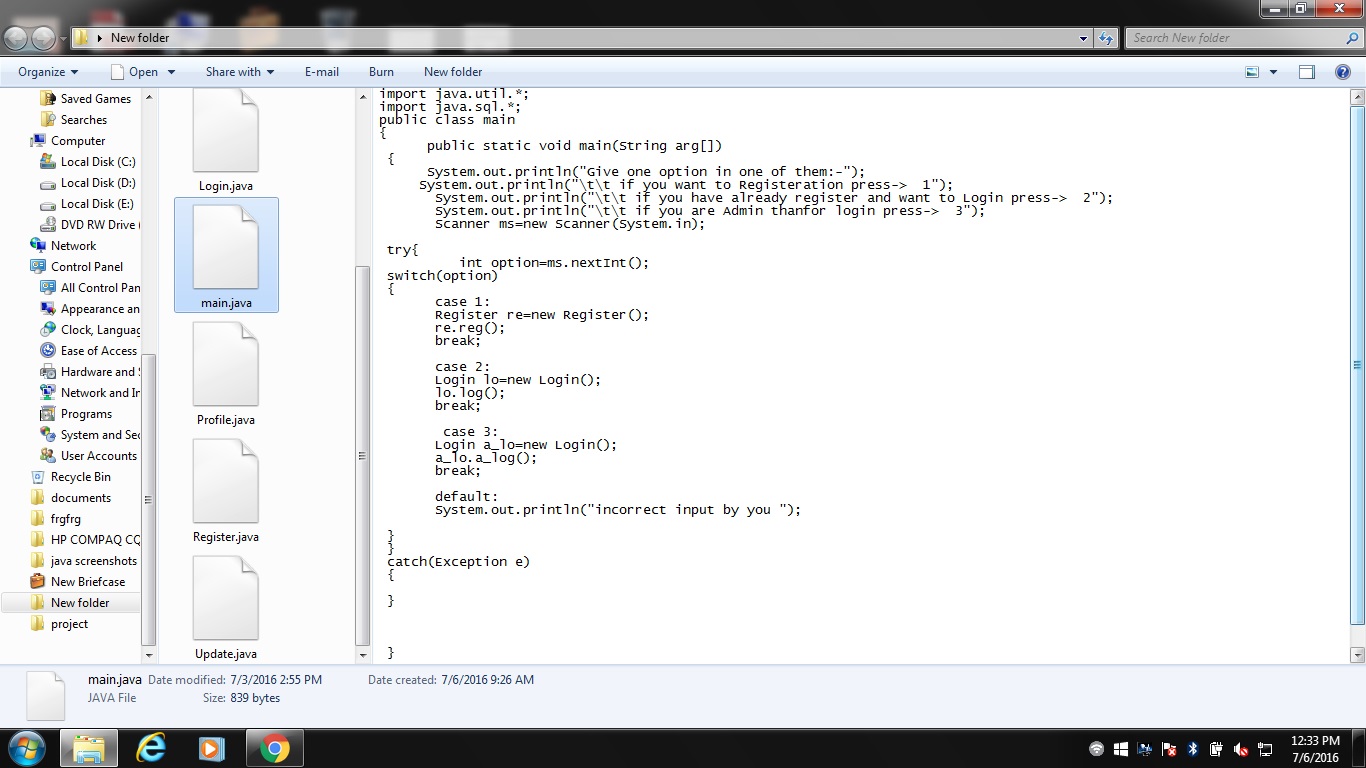 New folder
Search New folder
Organize
Open
Share with
E-mail
Burn
New folder
Saved Games
Searches
Computer
Local Disk (C:)
Local Disk (D:)
Local Disk (E:)
DVD RW Drive (
Network
Control Panel
All Control Pan
Appearance an
Clock, Languag
Ease of Access
Hardware and S
Network and In
Programs
System and Sec
User Accounts
Recycle Bin
documents
frgfrg
HP COMPAQ CQ
java screenshots
New Briefcase
New folder
project
Login.java
main.java
Profile.java
Register.java
Update.java
import java.util.*;
import java.sql.*;
public class main
{
public static void main(String arg[])
{
System.out.println("Give one option in one of them:-");
System.out.println("\t\t if you want to Registeration press->  1");
System.out.println("\t\t if you have already register and want to Login press->  2");
System.out.println("\t\t if you are Admin thanfor login press->  3");
Scanner ms=new Scanner(System.in);
try{
int option=ms.nextInt();
switch(option)
{
case 1:
Register re=new Register();
re.reg();
break;
case 2:
Login lo=new Login();
lo.log();
break;
case 3:
Login a_lo=new Login();
a_lo.a_log();
break;
default:
System.out.println("incorrect input by you ");
}
}
catch(Exception e)
{
}
}
main.java Date modified: 7/3/2016 2:55 PM Date created: 7/6/2016 9:26 AM
JAVA File Size: 839 bytes
12:33 PM
7/6/2016